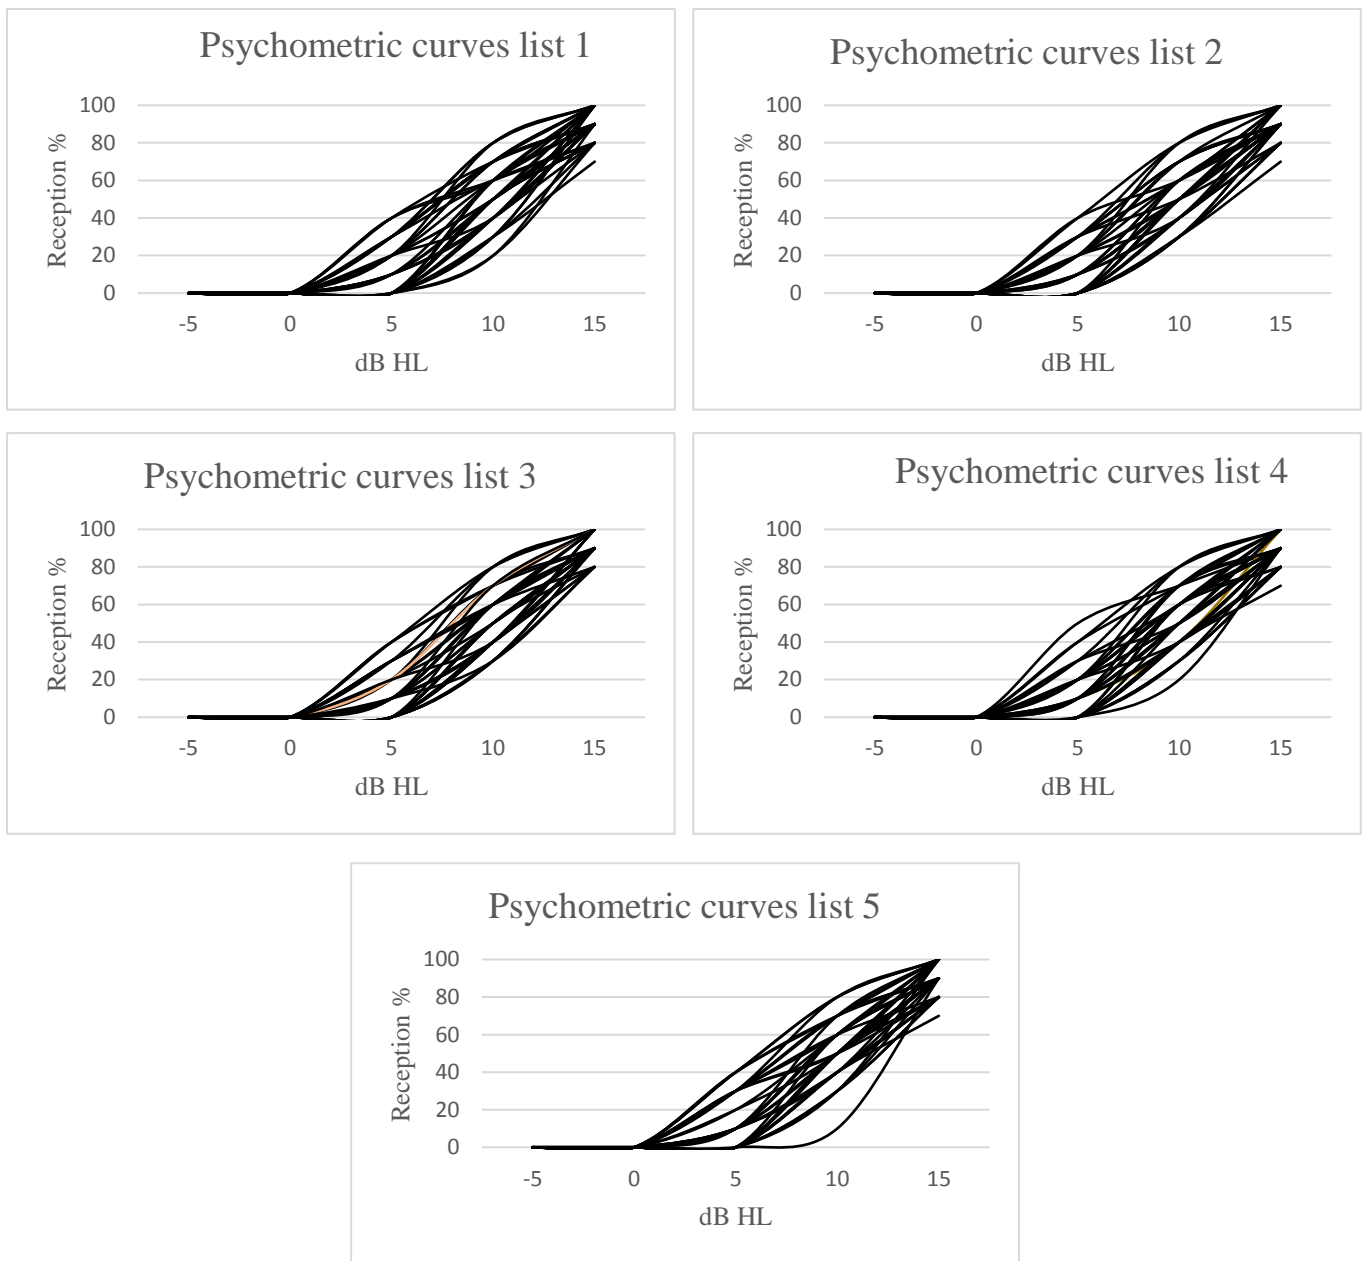 Psychometric curves list 1
100
80
60
40
20
0
Reception %
-5 0 5 10 15
dB HL
Psychometric curves list 2
100
80
60
40
20
0
Reception %
-5 0 5 10 15
dB HL
Psychometric curves list 3
100
80
60
40
20
0
Reception %
-5 0 5 10 15
dB HL
Psychometric curves list 4
100
80
60
40
20
0
Reception %
-5 0 5 10 15
dB HL
Psychometric curves list 5
100
80
60
40
20
0
Reception %
-5 0 5 10 15
dB HL